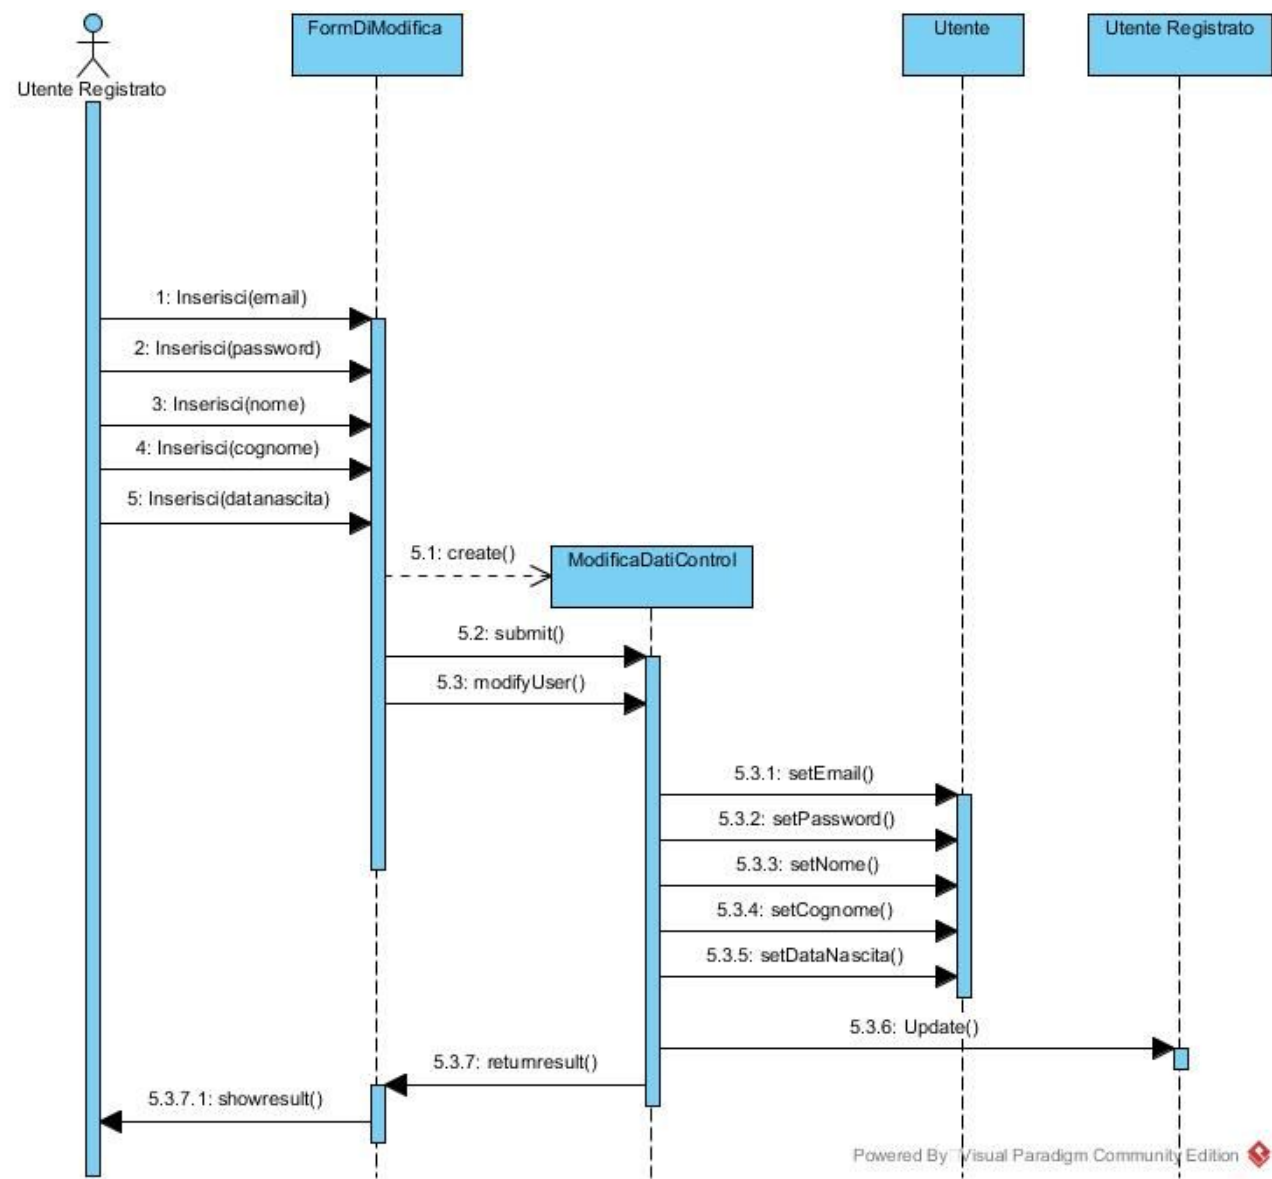 FormDiModifica
Utente
Utente Registrato
Utente Registrato
1: Inserisci(email)
2: Inserisci(password)
3: Inserisci(nome)
4: Inserisci(cognome)
5: Inserisci(datanascita)
5.1: create()
ModificaDatiControl
5.2: submit()
5.3: modifyUser()
5.3.1: setEmail()
5.3.2: setPassword()
5.3.3: setNome()
5.3.4: setCognome()
5.3.5: setDataNascita()
5.3.6: Update()
5.3.7: returnresult()
5.3.7.1: showresult()
Powered By Visual Paradigm Community Edition